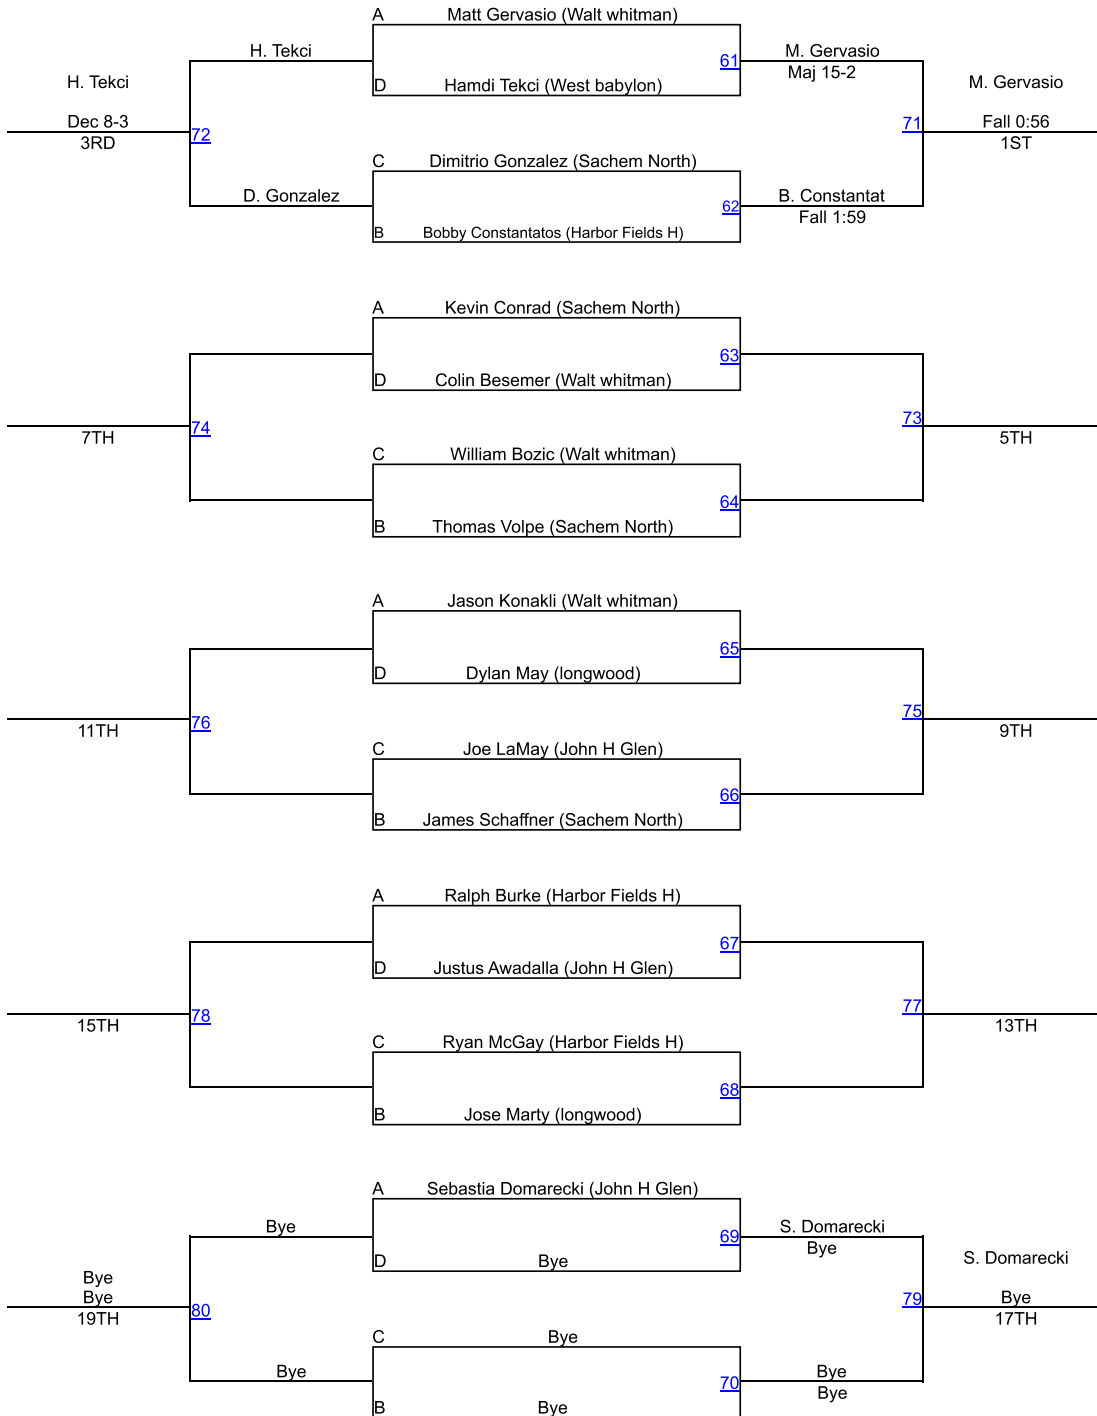 A Matt Gervasio (Walt whitman)
H. Tekci 61 M. Gervasio
H. Tekci D Hamdi Tekci (West babylon) Maj 15-2 M. Gervasio
Dec 8-3 72 71 Fall 0:56
3RD 1ST
C Dimitrio Gonzalez (Sachem North)
D. Gonzalez 62 B. Constantat
B Bobby Constantatos (Harbor Fields H) Fall 1:59
A Kevin Conrad (Sachem North)
63
D Colin Besemer (Walt whitman)
74 73
7TH 5TH
C William Bozic (Walt whitman)
64
B Thomas Volpe (Sachem North)
A Jason Konakli (Walt whitman)
65
D Dylan May (longwood)
76 75
11TH 9TH
C Joe LaMay (John H Glen)
66
B James Schaffner (Sachem North)
A Ralph Burke (Harbor Fields H)
67
D Justus Awadalla (John H Glen)
78 77
15TH 13TH
C Ryan McGay (Harbor Fields H)
68
B Jose Marty (longwood)
A Sebastia Domarecki (John H Glen)
Bye 69 S. Domarecki
D Bye Bye S. Domarecki
Bye
Bye 80 79 Bye
19TH 17TH
C Bye
Bye 70 Bye
B Bye Bye